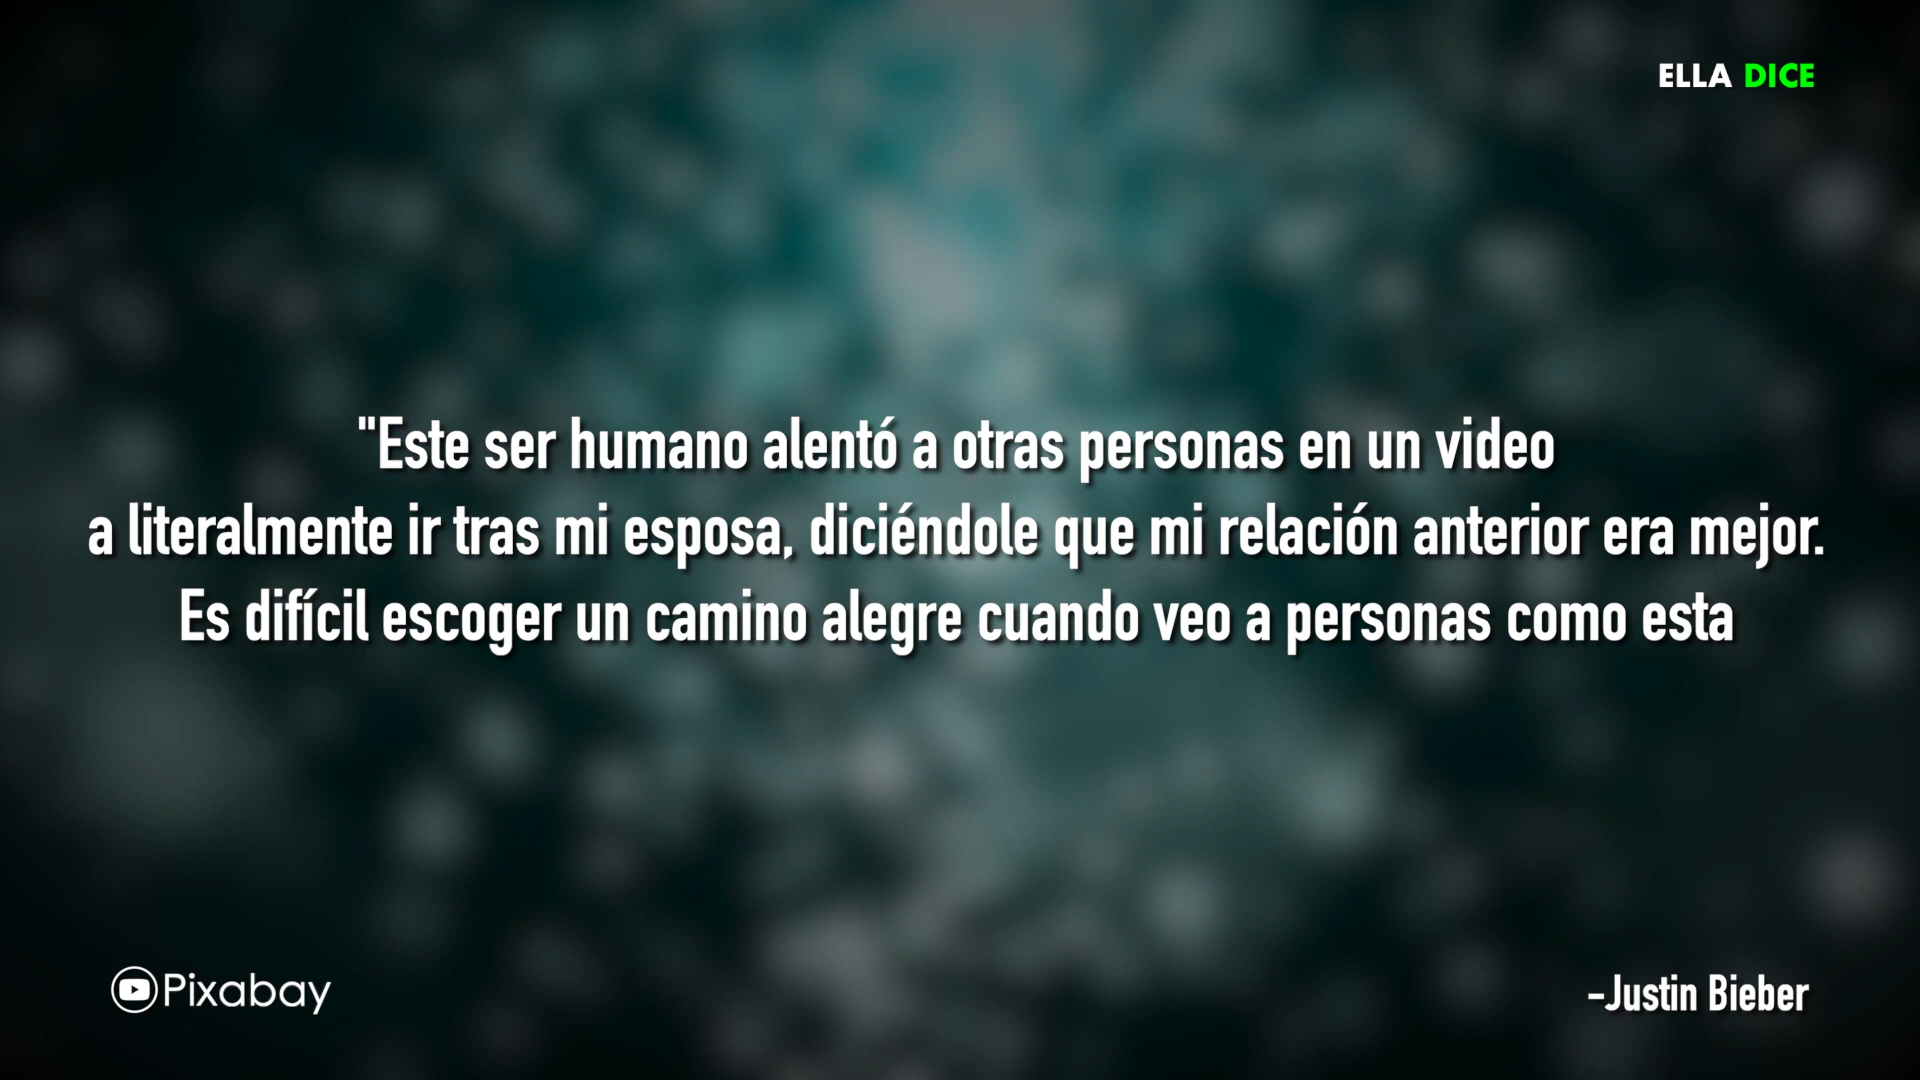 ELLA DICE
"Este ser humano alentó a otras personas en un video
a literalmente ir tras mi esposa, diciéndole que mi relación anterior era mejor.
Es difícil escoger un camino alegre cuando veo a personas como esta
Pixabay
-Justin Bieber